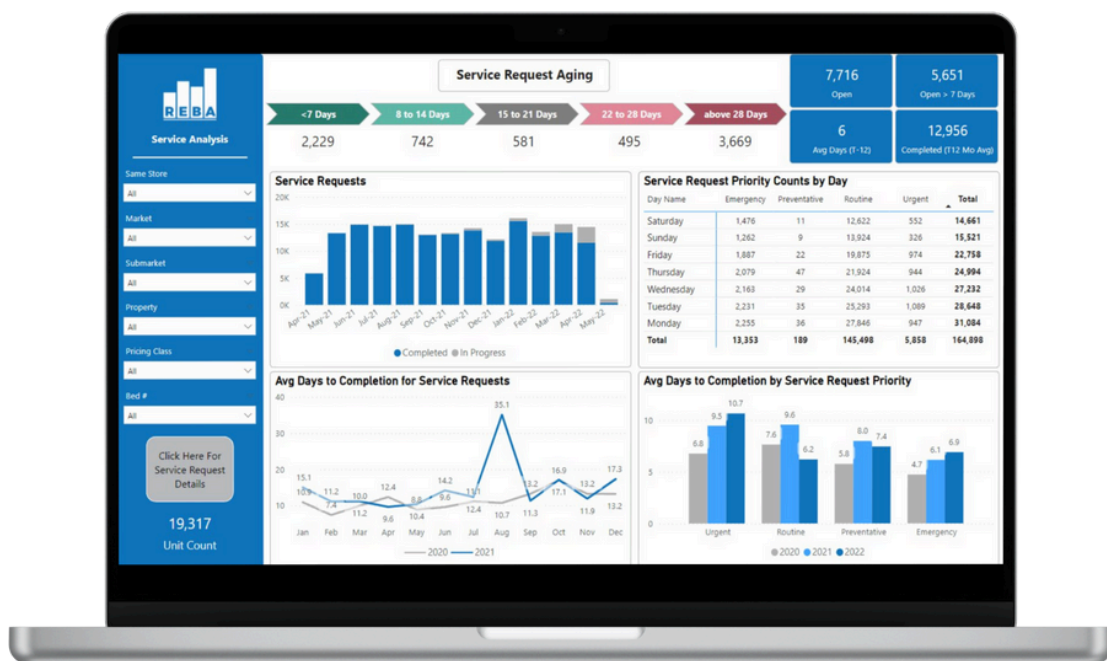 REBA
Service Analysis
Same Store
All
Market
All
Submarket
All
Property
All
Pricing Class
All
Bed #
All
Click Here For
Service Request
Details
19,317
Unit Count
Service Request Aging
<7 Days 8 to 14 Days 15 to 21 Days 22 to 28 Days above 28 Days
2,229 742 581 495 3,669
7,716
Open
5,651
Open > 7 Days
6
Avg Days (T-12)
12,956
Completed (T12 Mo Avg)
Service Requests
20K
15K
10K
5K
0K
Apr-21 May-21 Jun-21 Jul-21 Aug-21 Sep-21 Oct-21 Nov-21 Dec-21 Jan-22 Feb-22 Mar-22 Apr-22 May-22
Completed In Progress
Service Request Priority Counts by Day
Day Name Emergency Preventative Routine Urgent Total
Saturday 1,476 11 12,622 552 14,661
Sunday 1,262 9 13,924 326 15,521
Friday 1,887 22 19,875 974 22,758
Thursday 2,079 47 21,924 944 24,994
Wednesday 2,163 29 24,014 1,026 27,232
Tuesday 2,231 35 25,293 1,089 28,648
Monday 2,255 36 27,846 947 31,084
Total 13,353 189 145,498 5,858 164,898
Avg Days to Completion for Service Requests
40
30
20
10
35.1
15.1 11.2 10.0 12.4 8.8 14.2 11.1 13.2 16.9 13.2 17.3
10.9 7.4 11.2 9.6 10.4 9.6 12.4 10.7 11.3 17.1 11.9 13.2
Jan Feb Mar Apr May Jun Jul Aug Sep Oct Nov Dec
2020 2021
Avg Days to Completion by Service Request Priority
10
5
0
6.8 9.5 10.7 7.6 9.6 6.2 5.8 8.0 7.4 4.7 6.1 6.9
Urgent Routine Preventative Emergency
2020 2021 2022